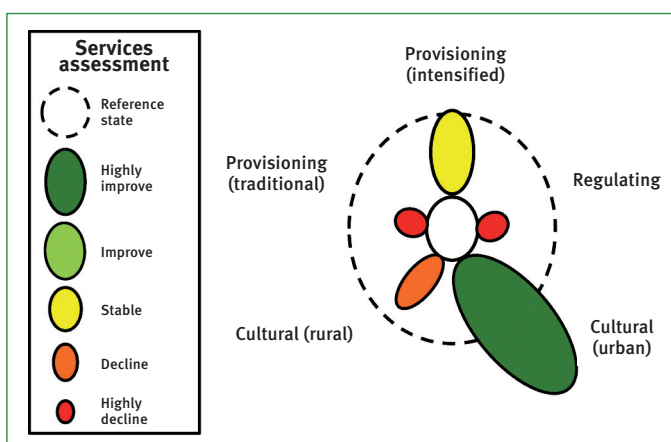 Services
assessment
Reference
state
Highly
improve
Improve
Stable
Decline
Highly
decline
Provisioning
(intensified)
Provisioning
(traditional)
Regulating
Cultural (rural)
Cultural
(urban)